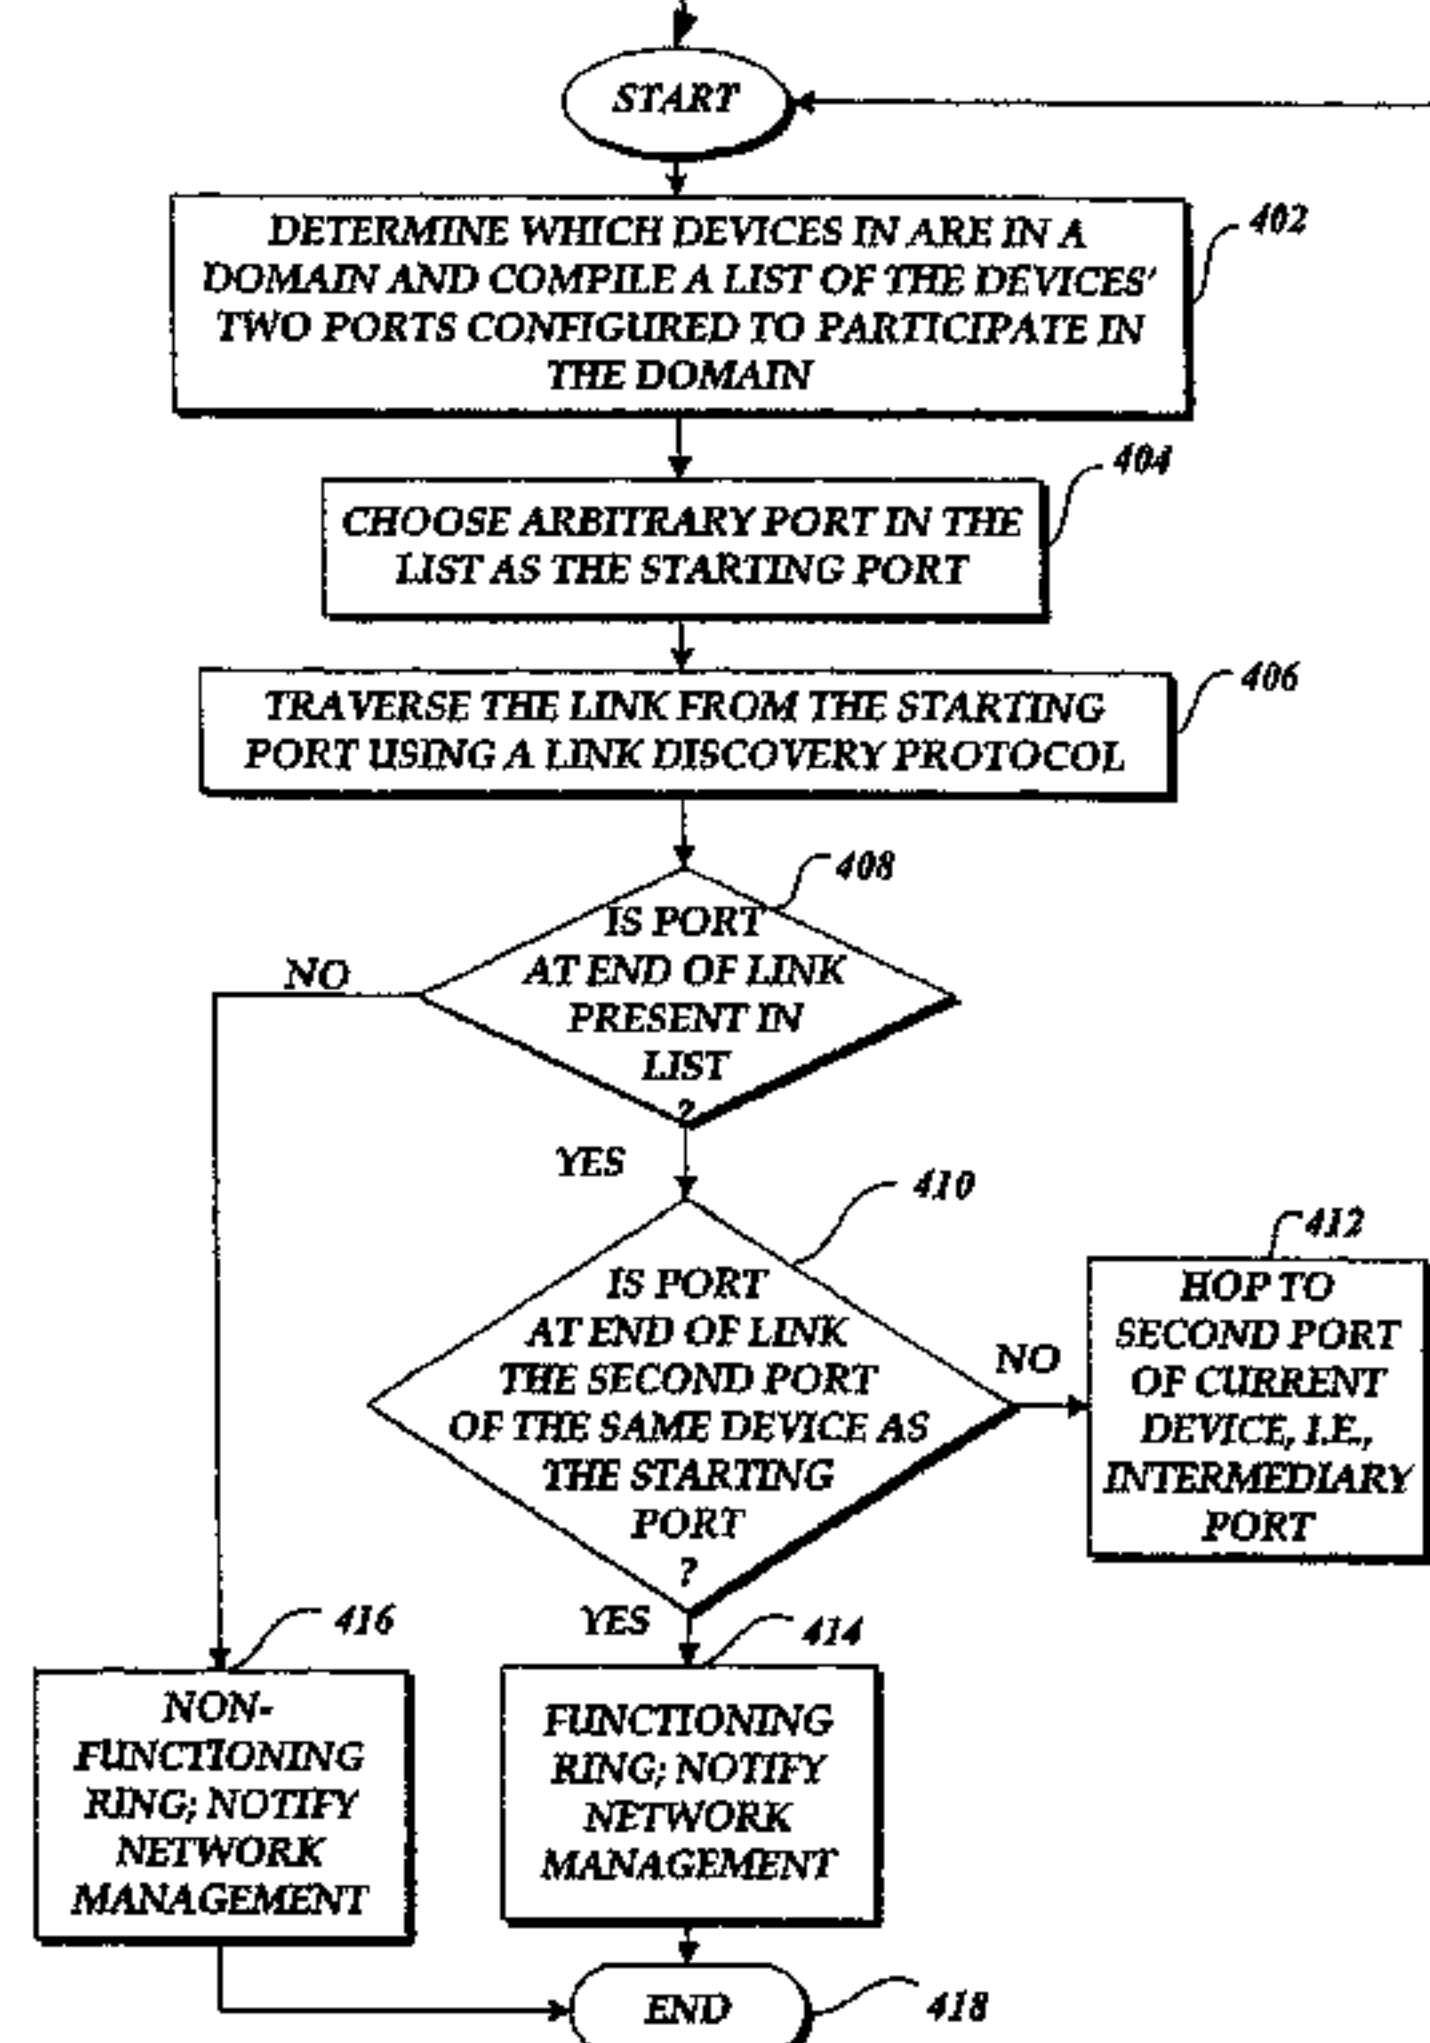 START
402
DETERMINE WHICH DEVICES IN ARE IN A
DOMAIN AND COMPILE A LIST OF THE DEVICES'
TWO PORTS CONFIGURED TO PARTICIPATE IN
THE DOMAIN
404
CHOOSE ARBITRARY PORT IN THE
LIST AS THE STARTING PORT
406
TRAVERSE THE LINK FROM THE STARTING
PORT USING A LINK DISCOVERY PROTOCOL
408
IS PORT
AT END OF LINK
PRESENT IN
LIST
?
NO
YES
410
IS PORT
AT END OF LINK
THE SECOND PORT
OF THE SAME DEVICE AS
THE STARTING
PORT
?
NO
412
HOP TO
SECOND PORT
OF CURRENT
DEVICE, I.E.,
INTERMEDIARY
PORT
YES
416
NON-
FUNCTIONING
RING; NOTIFY
NETWORK
MANAGEMENT
414
FUNCTIONING
RING; NOTIFY
NETWORK
MANAGEMENT
END
418